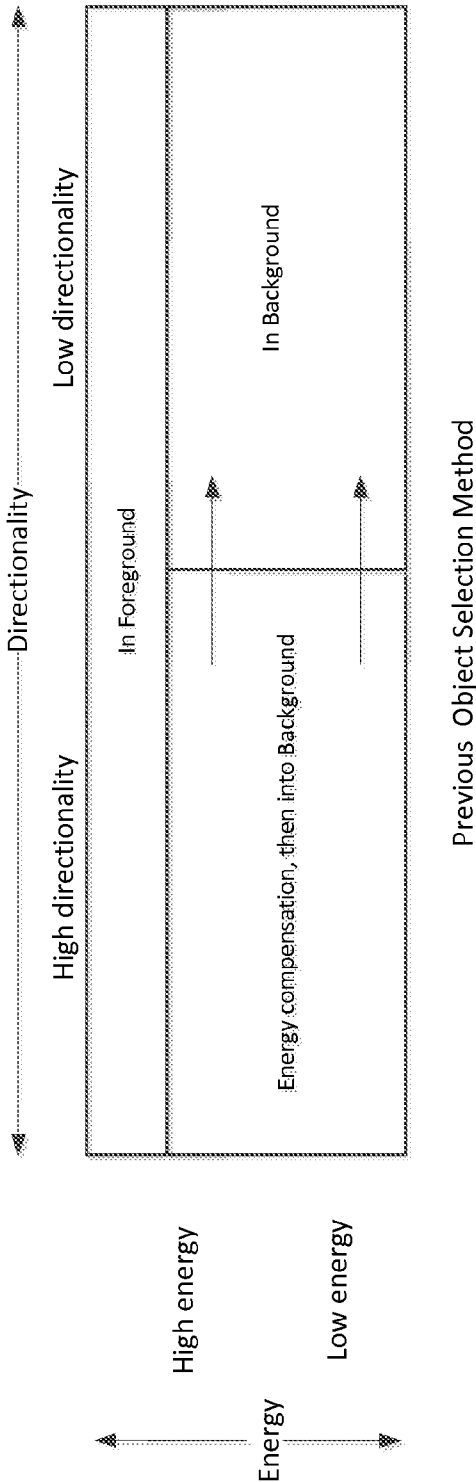 Directionality
High directionality
Low directionality
In Foreground
High energy
Energy compensation, then into Background
In Background
Low energy
Energy
Previous Object Selection Method